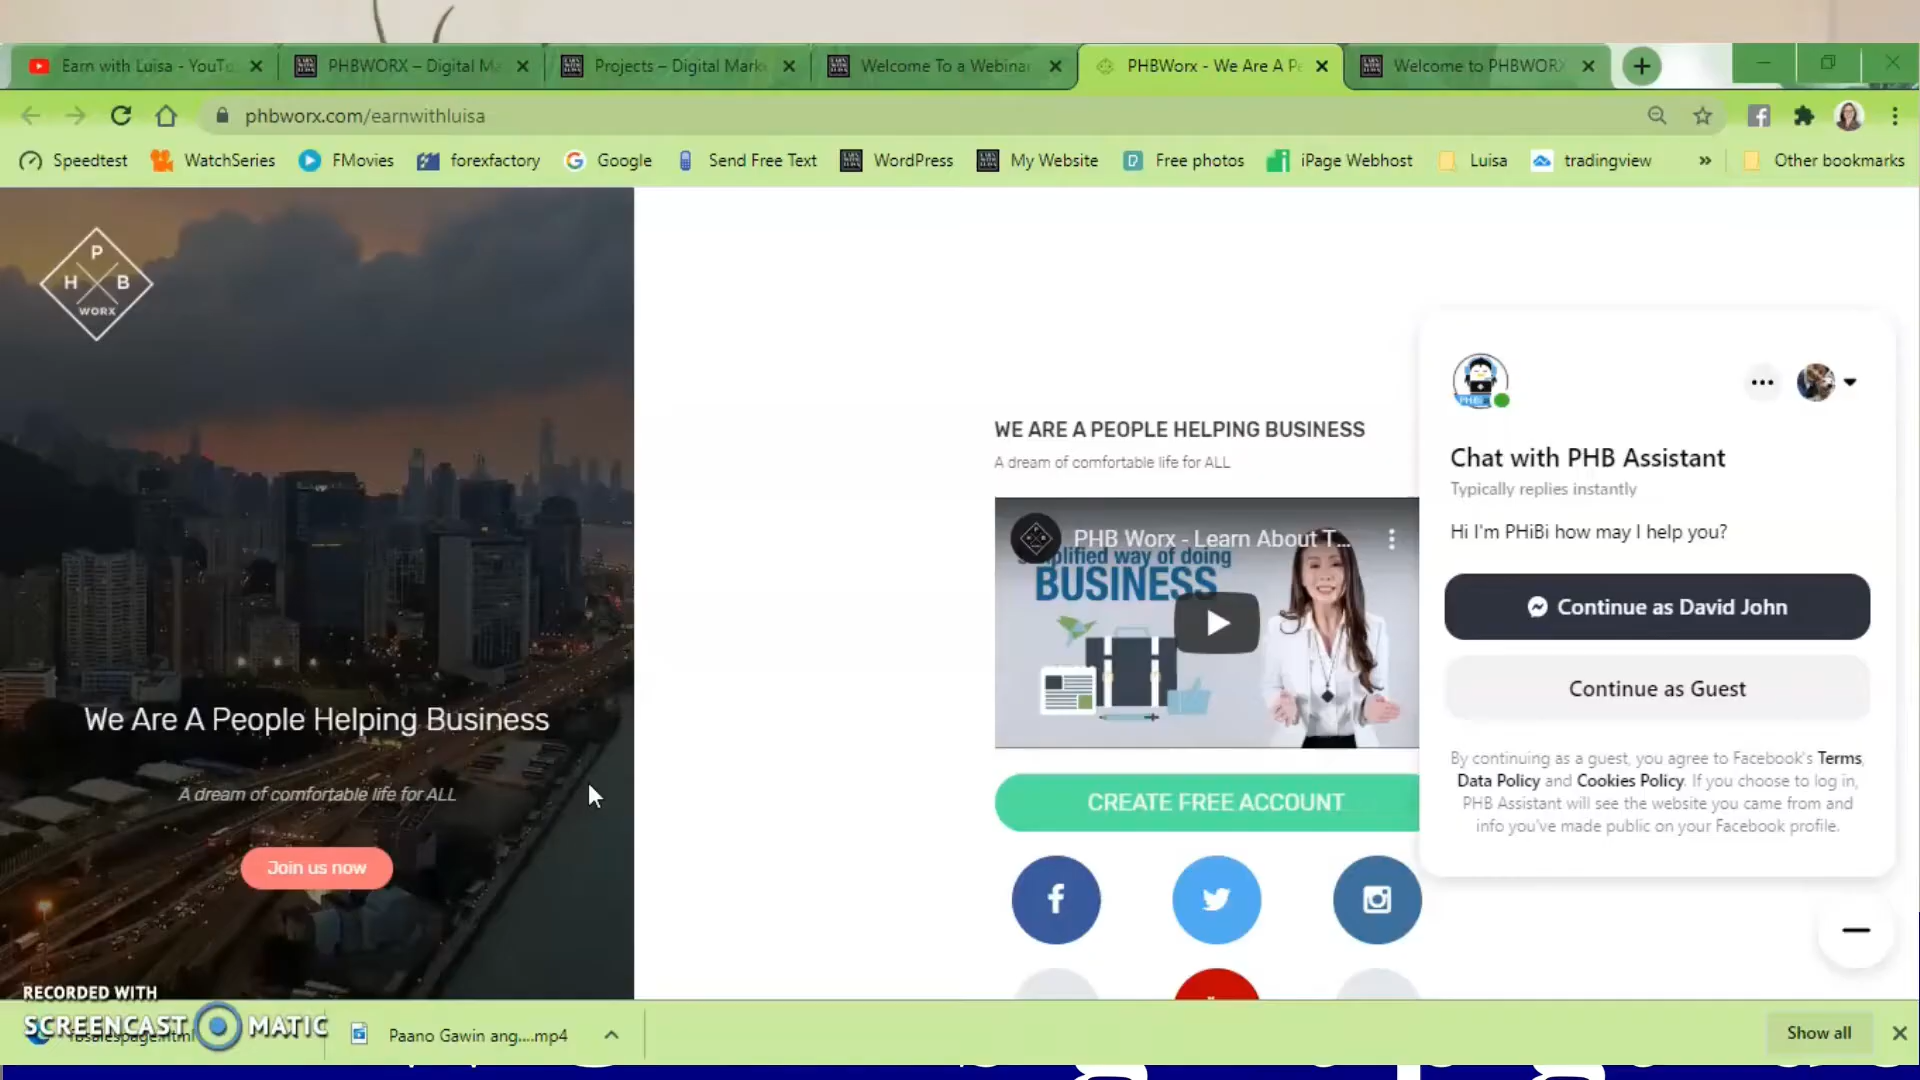 Earn with Luisa - YouTu
PHBWORX – Digital Ma
Projects – Digital Mark
Welcome To a Webinar
PHBWorx - We Are A Pe
Welcome to PHBWORX
phbworx.com/earnwithluisa
Speedtest
WatchSeries
FMovies
forexfactory
Google
Send Free Text
WordPress
My Website
Free photos
iPage Webhost
Luisa
tradingview
»
Other bookmarks
P
H B
WORX
We Are A People Helping Business
A dream of comfortable life for ALL
Join us now
WE ARE A PEOPLE HELPING BUSINESS
A dream of comfortable life for ALL
PHB Worx - Learn About T...
way of doing
BUSINESS
CREATE FREE ACCOUNT
PHiBi
Chat with PHB Assistant
Typically replies instantly
Hi I'm PHiBi how may I help you?
Continue as David John
Continue as Guest
By continuing as a guest, you agree to Facebook's Terms,
Data Policy and Cookies Policy. If you choose to log in,
PHB Assistant will see the website you came from and
info you've made public on your Facebook profile.
RECORDED WITH
SCREENCAST MATIC
Paano Gawin ang....mp4
Show all